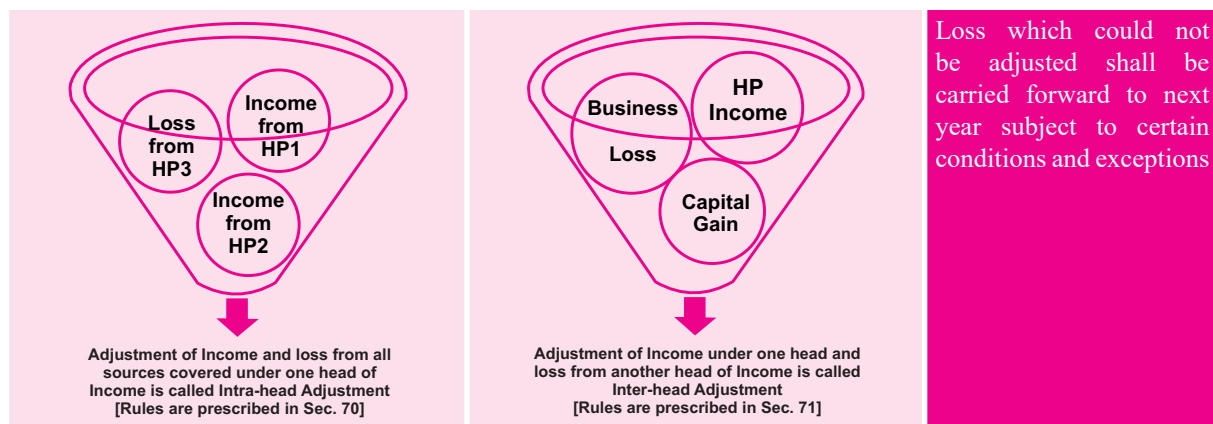 Loss
from
HP3
Income
from
HP1
Income
from
HP2
Adjustment of Income and loss from all
sources covered under one head of
Income is called Intra-head Adjustment
[Rules are prescribed in Sec. 70]
Business
Loss
HP
Income
Capital
Gain
Adjustment of Income under one head and
loss from another head of Income is called
Inter-head Adjustment
[Rules are prescribed in Sec. 71]
Loss which could not
be adjusted shall be
carried forward to next
year subject to certain
conditions and exceptions